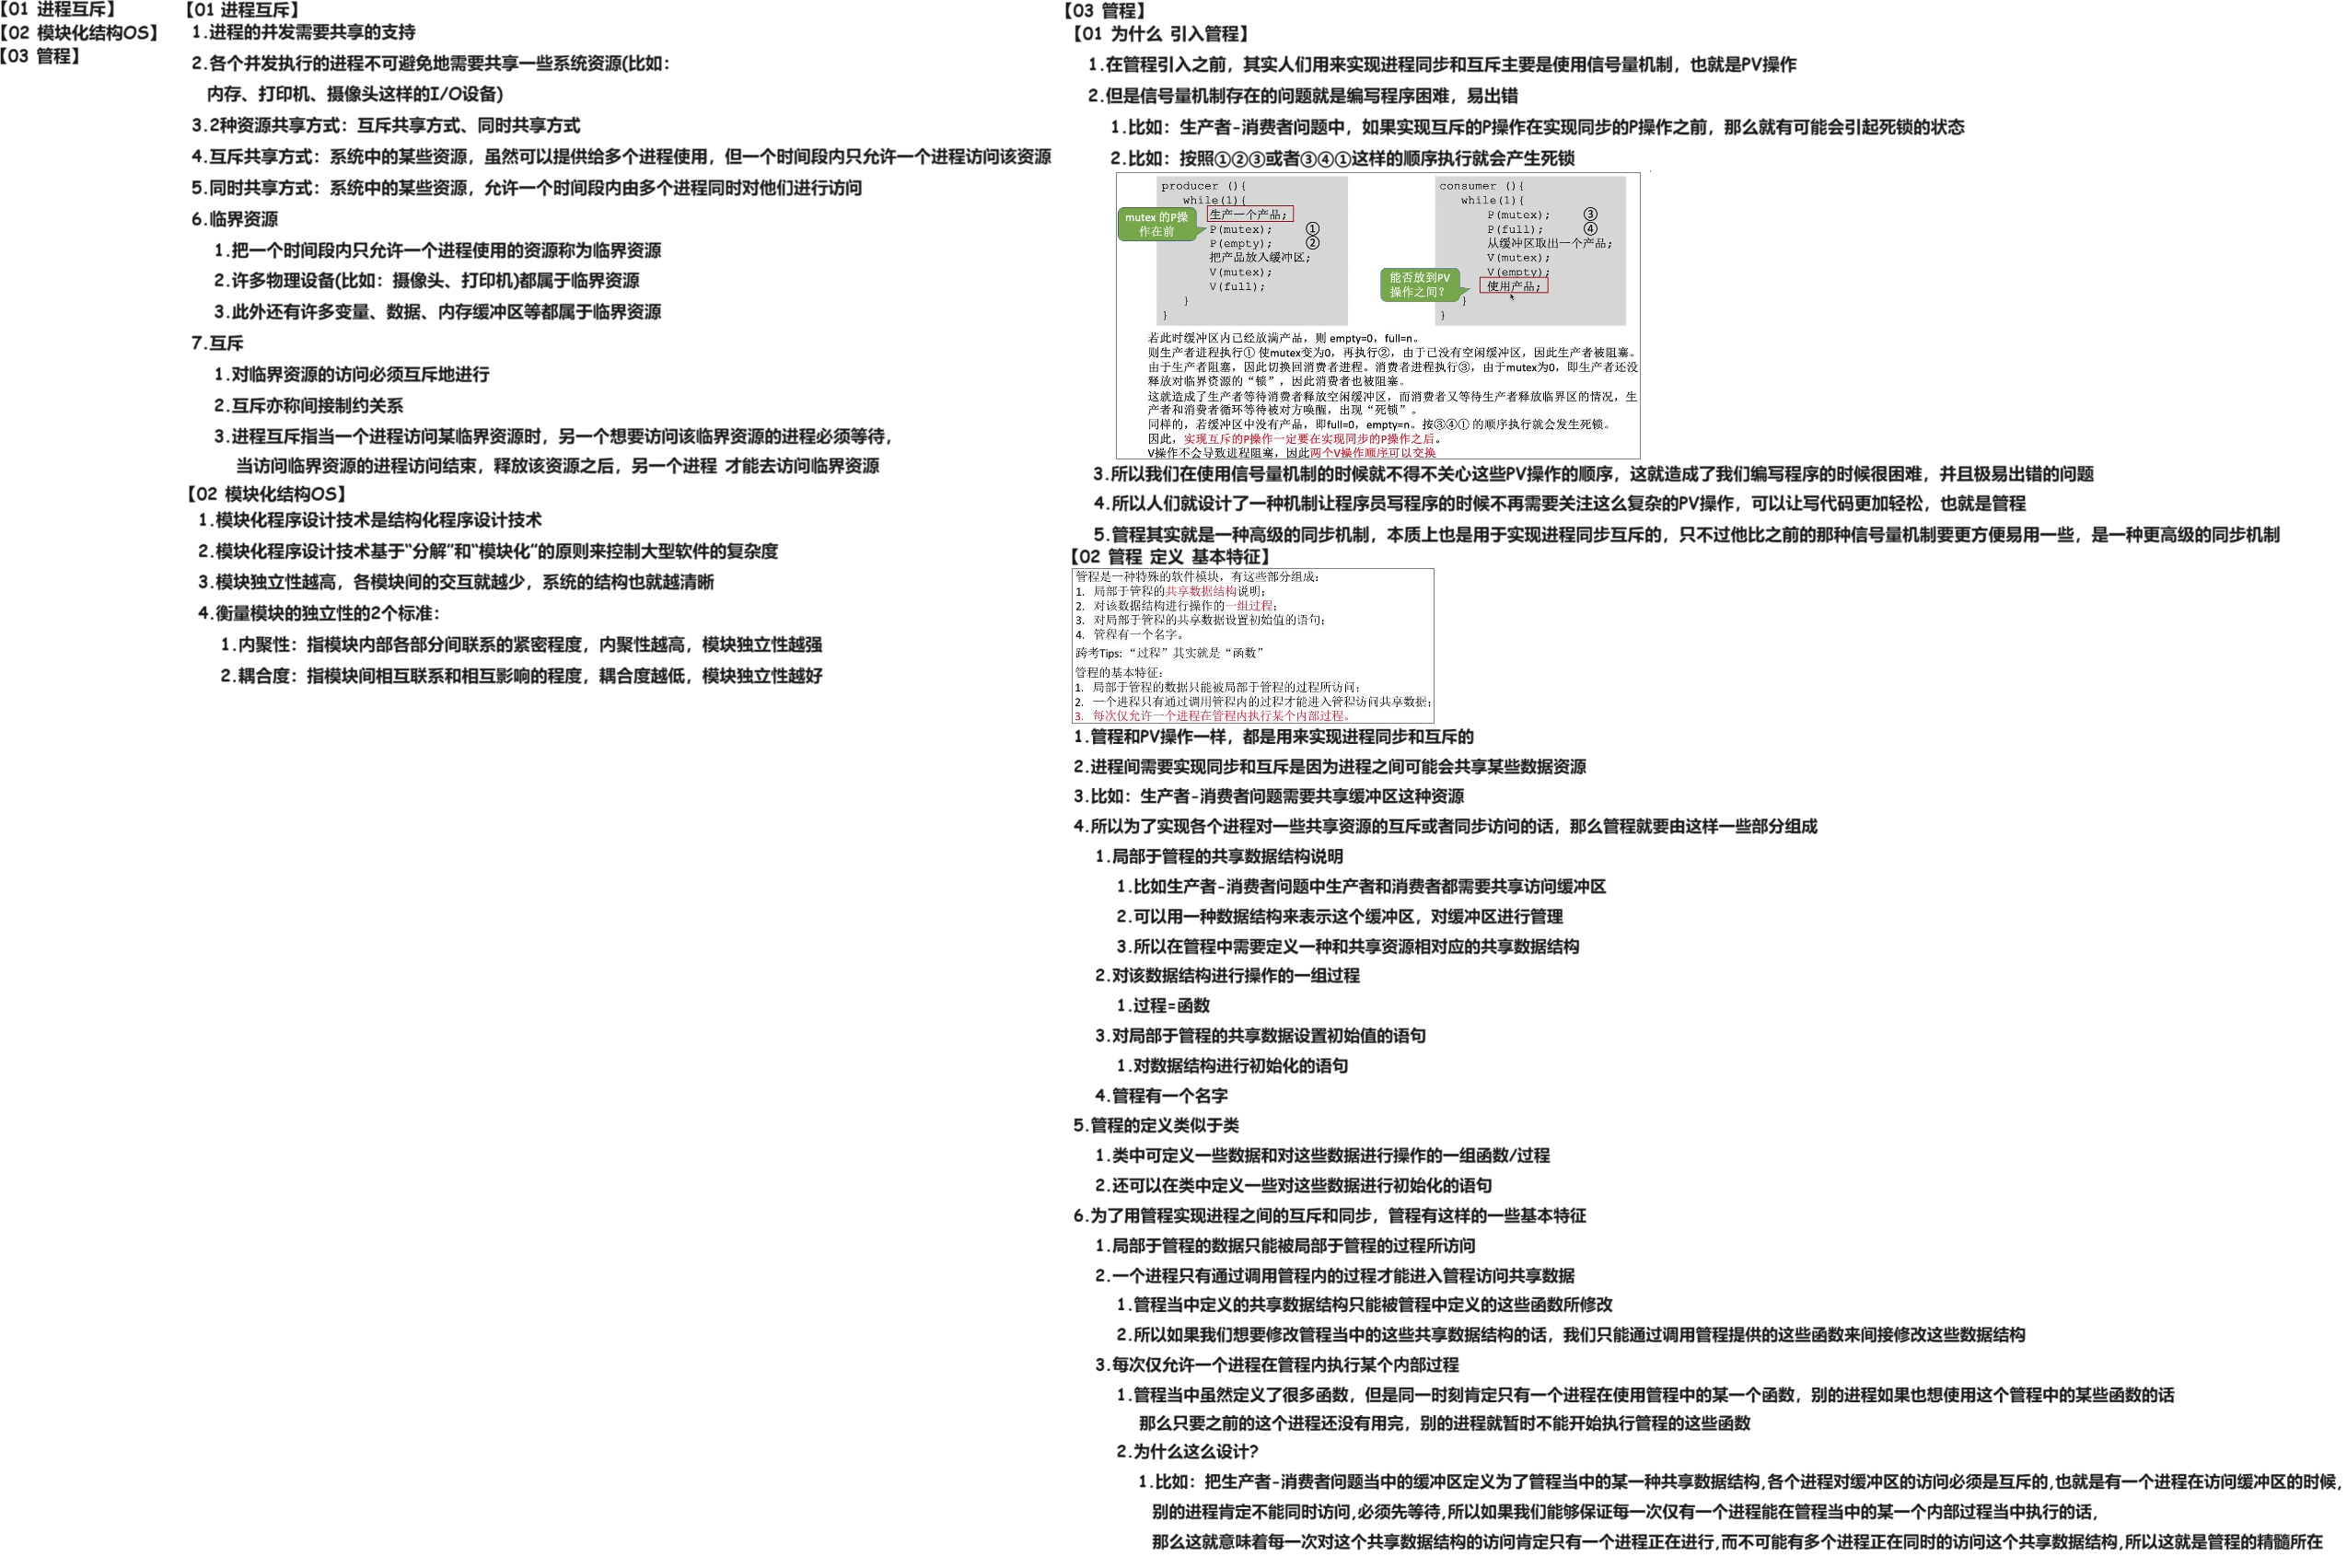 【01 进程互斥】
【02 模块化结构OS】
【03 管程】
【01 进程互斥】
1.进程的并发需要共享的支持
2.各个并发执行的进程不可避免地需要共享一些系统资源(比如：
内存、打印机、摄像头这样的I/O设备)
3.2种资源共享方式：互斥共享方式、同时共享方式
4.互斥共享方式：系统中的某些资源，虽然可以提供给多个进程使用，但一个时间段内只允许一个进程访问该资源
5.同时共享方式：系统中的某些资源，允许一个时间段内由多个进程同时对他们进行访问
6.临界资源
1.把一个时间段内只允许一个进程使用的资源称为临界资源
2.许多物理设备(比如：摄像头、打印机)都属于临界资源
3.此外还有许多变量、数据、内存缓冲区等都属于临界资源
7.互斥
1.对临界资源的访问必须互斥地进行
2.互斥亦称间接制约关系
3.进程互斥指当一个进程访问某临界资源时，另一个想要访问该临界资源的进程必须等待，
当访问临界资源的进程访问结束，释放该资源之后，另一个进程 才能去访问临界资源
【02 模块化结构OS】
1.模块化程序设计技术是结构化程序设计技术
2.模块化程序设计技术基于“分解”和“模块化”的原则来控制大型软件的复杂度
3.模块独立性越高，各模块间的交互就越少，系统的结构也就越清晰
4.衡量模块的独立性的2个标准：
1.内聚性：指模块内部各部分间联系的紧密程度，内聚性越高，模块独立性越强
2.耦合度：指模块间相互联系和相互影响的程度，耦合度越低，模块独立性越好
【03 管程】
【01 为什么 引入管程】
1.在管程引入之前，其实人们用来实现进程同步和互斥主要是使用信号量机制，也就是PV操作
2.但是信号量机制存在的问题就是编写程序困难，易出错
1.比如：生产者-消费者问题中，如果实现互斥的P操作在实现同步的P操作之前，那么就有可能会引起死锁的状态
2.比如：按照①②③或者③④①这样的顺序执行就会产生死锁
producer (){
while(1){
生产一个产品;
P(mutex); ①
P(empty); ②
把产品放入缓冲区;
V(mutex);
V(full);
}
}
mutex 的P操
作在前
consumer (){
while(1){
P(mutex); ③
P(full); ④
从缓冲区取出一个产品;
V(mutex);
V(empty);
使用产品;
}
}
能否放到PV
操作之间？
若此时缓冲区内已经放满产品，则 empty=0，full=n。
则生产者进程执行① 使mutex变为0，再执行②，由于已没有空闲缓冲区，因此生产者被阻塞。
由于生产者阻塞，因此切换回消费者进程。消费者进程执行③，由于mutex为0，即生产者还没
释放对临界资源的“锁”，因此消费者也被阻塞。
这就造成了生产者等待消费者释放空闲缓冲区，而消费者又等待生产者释放临界区的情况，生
产者和消费者循环等待被对方唤醒，出现“死锁”。
同样的，若缓冲区中没有产品，即full=0，empty=n。按③④① 的顺序执行就会发生死锁。
因此，实现互斥的P操作一定要在实现同步的P操作之后。
V操作不会导致进程阻塞，因此两个V操作顺序可以交换
3.所以我们在使用信号量机制的时候就不得不关心这些PV操作的顺序，这就造成了我们编写程序的时候很困难，并且极易出错的问题
4.所以人们就设计了一种机制让程序员写程序的时候不再需要关注这么复杂的PV操作，可以让写代码更加轻松，也就是管程
5.管程其实就是一种高级的同步机制，本质上也是用于实现进程同步互斥的，只不过他比之前的那种信号量机制要更方便易用一些，是一种更高级的同步机制
【02 管程 定义 基本特征】
管程是一种特殊的软件模块，有这些部分组成：
1. 局部于管程的共享数据结构说明；
2. 对该数据结构进行操作的一组过程；
3. 对局部于管程的共享数据设置初始值的语句；
4. 管程有一个名字。
跨考Tips: “过程”其实就是“函数”
管程的基本特征：
1. 局部于管程的数据只能被局部于管程的过程所访问；
2. 一个进程只有通过调用管程内的过程才能进入管程访问共享数据；
3. 每次仅允许一个进程在管程内执行某个内部过程。
1.管程和PV操作一样，都是用来实现进程同步和互斥的
2.进程间需要实现同步和互斥是因为进程之间可能会共享某些数据资源
3.比如：生产者-消费者问题需要共享缓冲区这种资源
4.所以为了实现各个进程对一些共享资源的互斥或者同步访问的话，那么管程就要由这样一些部分组成
1.局部于管程的共享数据结构说明
1.比如生产者-消费者问题中生产者和消费者都需要共享访问缓冲区
2.可以用一种数据结构来表示这个缓冲区，对缓冲区进行管理
3.所以在管程中需要定义一种和共享资源相对应的共享数据结构
2.对该数据结构进行操作的一组过程
1.过程=函数
3.对局部于管程的共享数据设置初始值的语句
1.对数据结构进行初始化的语句
4.管程有一个名字
5.管程的定义类似于类
1.类中可定义一些数据和对这些数据进行操作的一组函数/过程
2.还可以在类中定义一些对这些数据进行初始化的语句
6.为了用管程实现进程之间的互斥和同步，管程有这样的一些基本特征
1.局部于管程的数据只能被局部于管程的过程所访问
2.一个进程只有通过调用管程内的过程才能进入管程访问共享数据
1.管程当中定义的共享数据结构只能被管程中定义的这些函数所修改
2.所以如果我们想要修改管程当中的这些共享数据结构的话，我们只能通过调用管程提供的这些函数来间接修改这些数据结构
3.每次仅允许一个进程在管程内执行某个内部过程
1.管程当中虽然定义了很多函数，但是同一时刻肯定只有一个进程在使用管程中的某一个函数，别的进程如果也想使用这个管程中的某些函数的话
那么只要之前的这个进程还没有用完，别的进程就暂时不能开始执行管程的这些函数
2.为什么这么设计?
1.比如：把生产者-消费者问题当中的缓冲区定义为了管程当中的某一种共享数据结构,各个进程对缓冲区的访问必须是互斥的,也就是有一个进程在访问缓冲区的时候,
别的进程肯定不能同时访问,必须先等待,所以如果我们能够保证每一次仅有一个进程能在管程当中的某一个内部过程当中执行的话,
那么这就意味着每一次对这个共享数据结构的访问肯定只有一个进程正在进行,而不可能有多个进程正在同时的访问这个共享数据结构,所以这就是管程的精髓所在